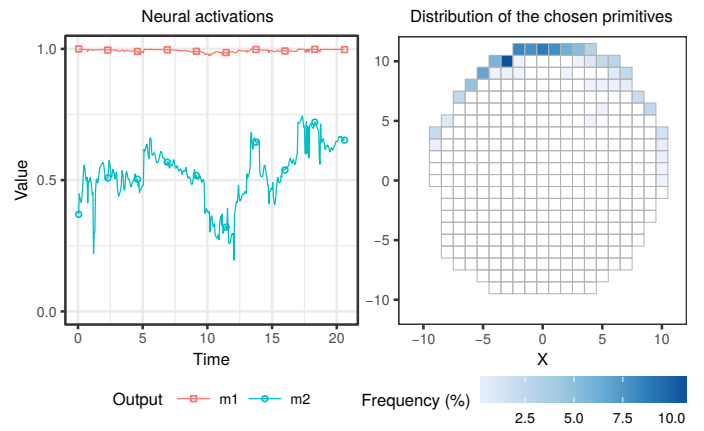 Neural activations
Distribution of the chosen primitives
1.0
0.5
0.0
Value
0 5 10 15 20
Time
10
5
0
−5
−10
−10 −5 0 5 10
X
Output m1 m2
Frequency (%)
2.5 5.0 7.5 10.0